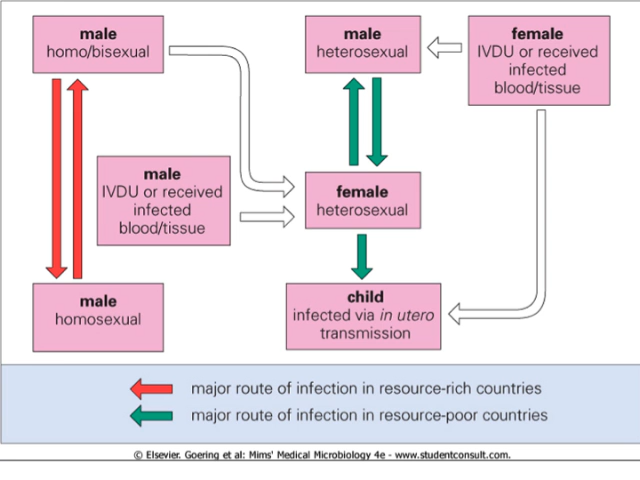 male
homo/bisexual
male
heterosexual
female
IVDU or received
infected
blood/tissue
male
IVDU or received
infected
blood/tissue
female
heterosexual
male
homosexual
child
infected via in utero
transmission
major route of infection in resource-rich countries
major route of infection in resource-poor countries
© Elsevier. Goering et al: Mims' Medical Microbiology 4e - www.studentconsult.com.